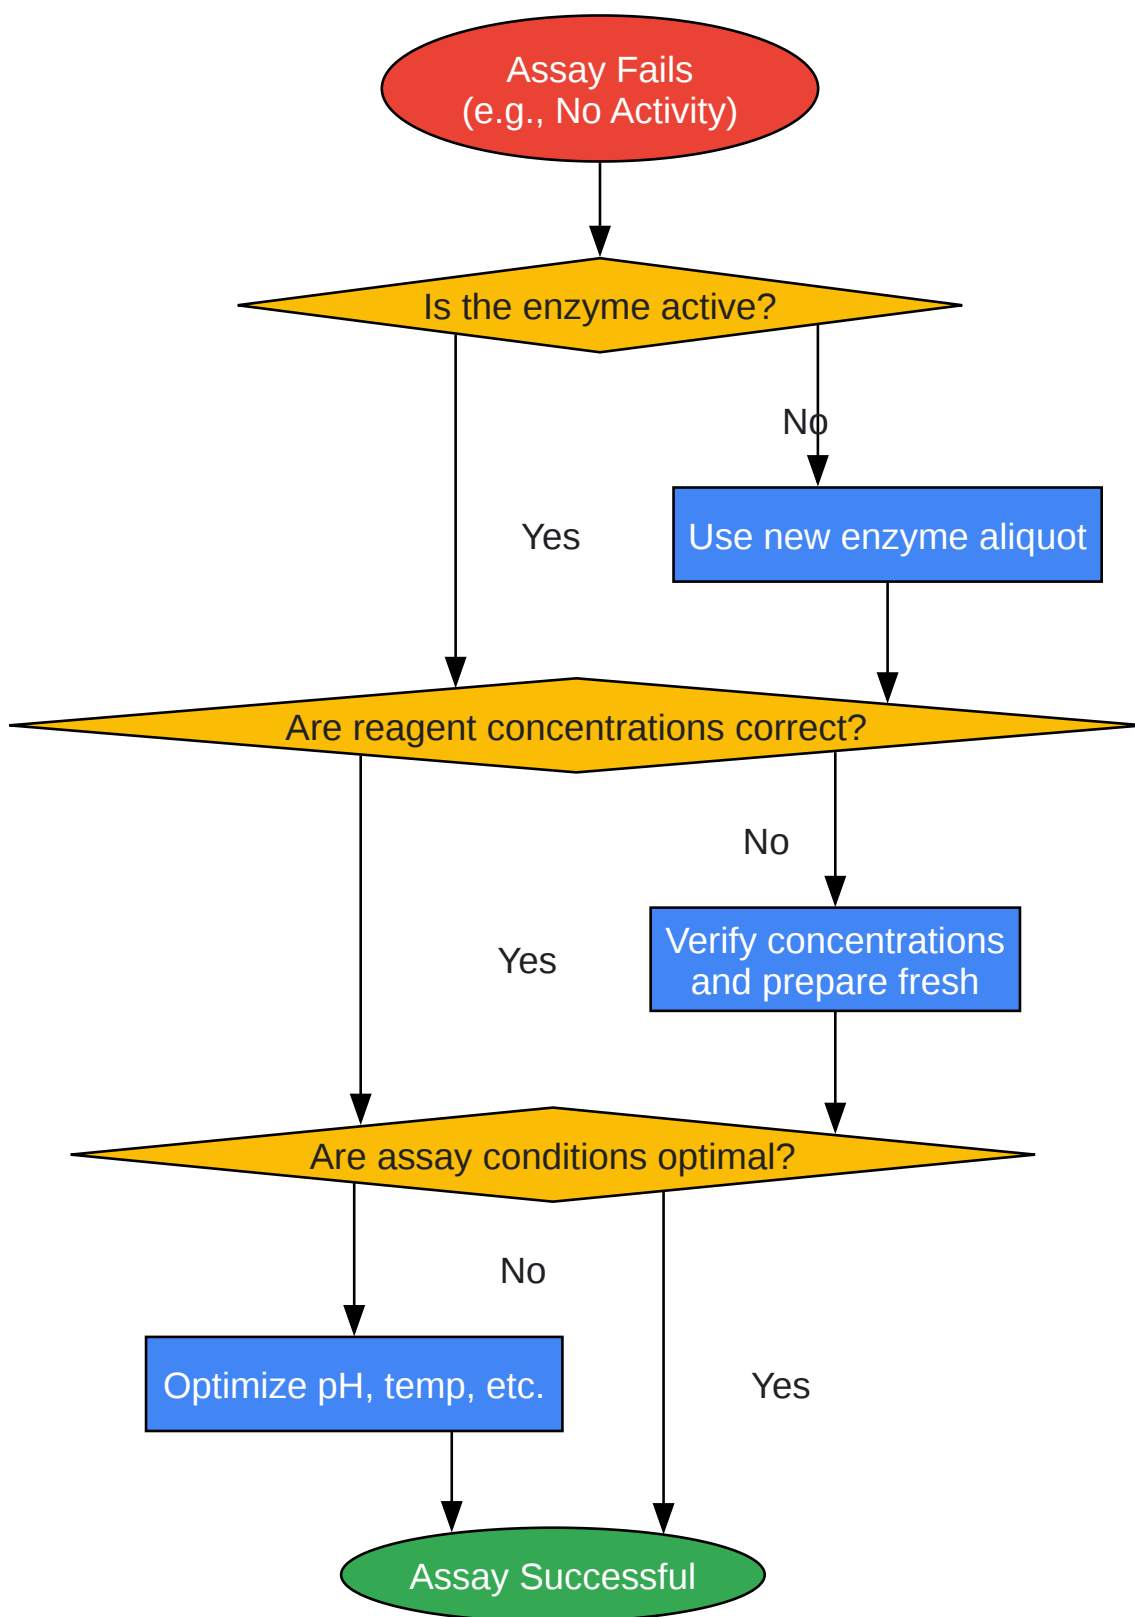 Assay Fails
(e.g., No Activity)
Is the enzyme active?
No
Yes
Use new enzyme aliquot
Are reagent concentrations correct?
No
Yes
Verify concentrations
and prepare fresh
Are assay conditions optimal?
No
Optimize pH, temp, etc.
Yes
Assay Successful